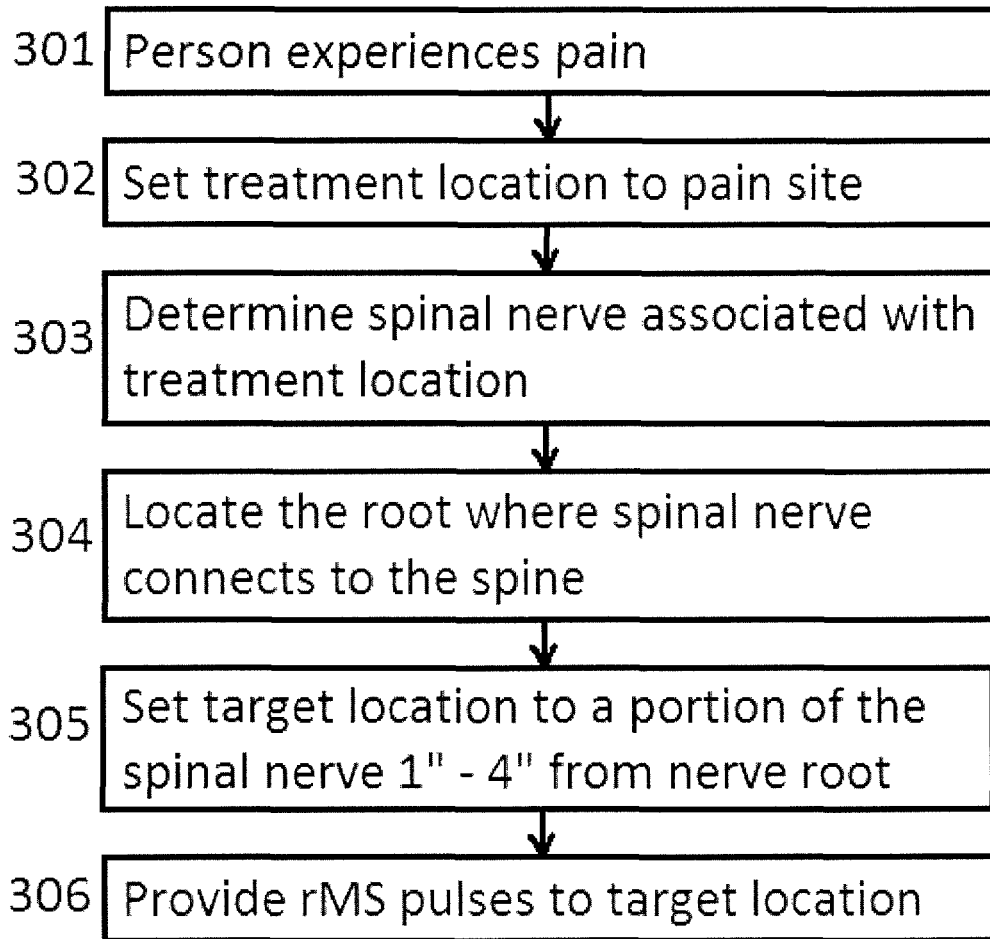 301 Person experiences pain
302 Set treatment location to pain site
303 Determine spinal nerve associated with
treatment location
304 Locate the root where spinal nerve
connects to the spine
305 Set target location to a portion of the
spinal nerve 1" - 4" from nerve root
306 Provide rMS pulses to target location